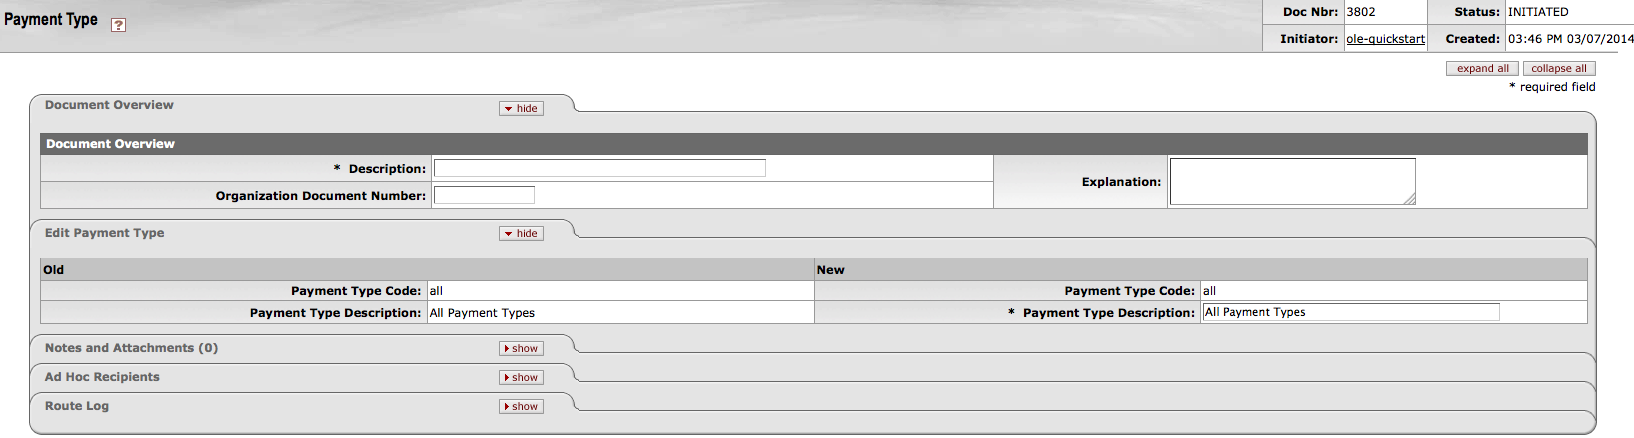 Payment Type ?
Doc Nbr: 3802 Status: INITIATED
Initiator: ole-quickstart Created: 03:46 PM 03/07/2014
expand all collapse all
* required field
Document Overview hide
Document Overview
* Description: Explanation:
Organization Document Number:
Edit Payment Type hide
Old New
Payment Type Code: all Payment Type Code: all
Payment Type Description: All Payment Types * Payment Type Description: All Payment Types
Notes and Attachments (0) show
Ad Hoc Recipients show
Route Log show